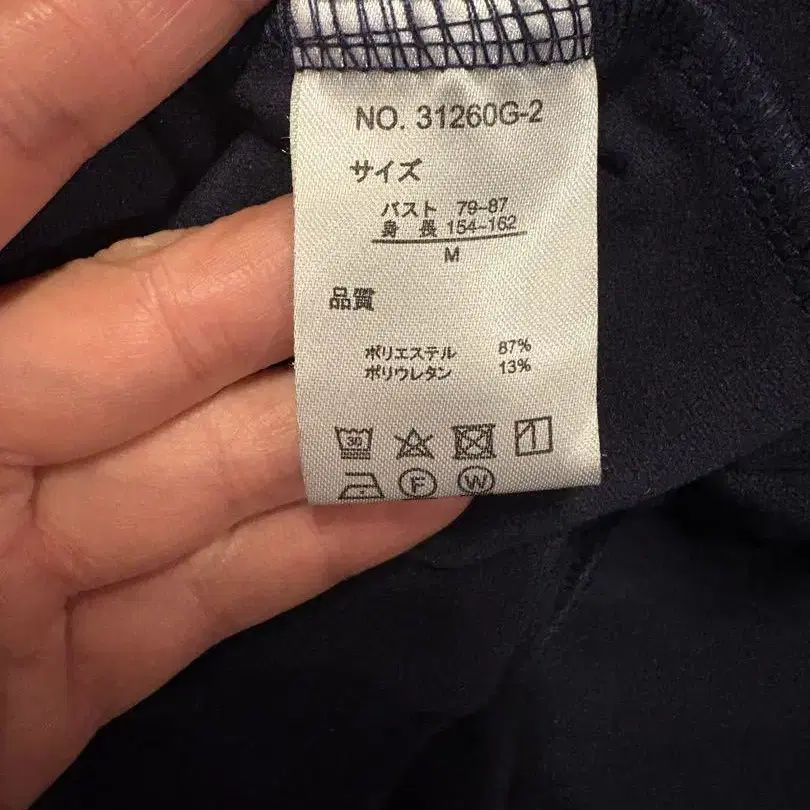 NO. 31260G-2
サイズ
バスト 79-87
身 長 154-162
M
品質
ポリエステル 87%
ポリウレタン 13%
30
F W